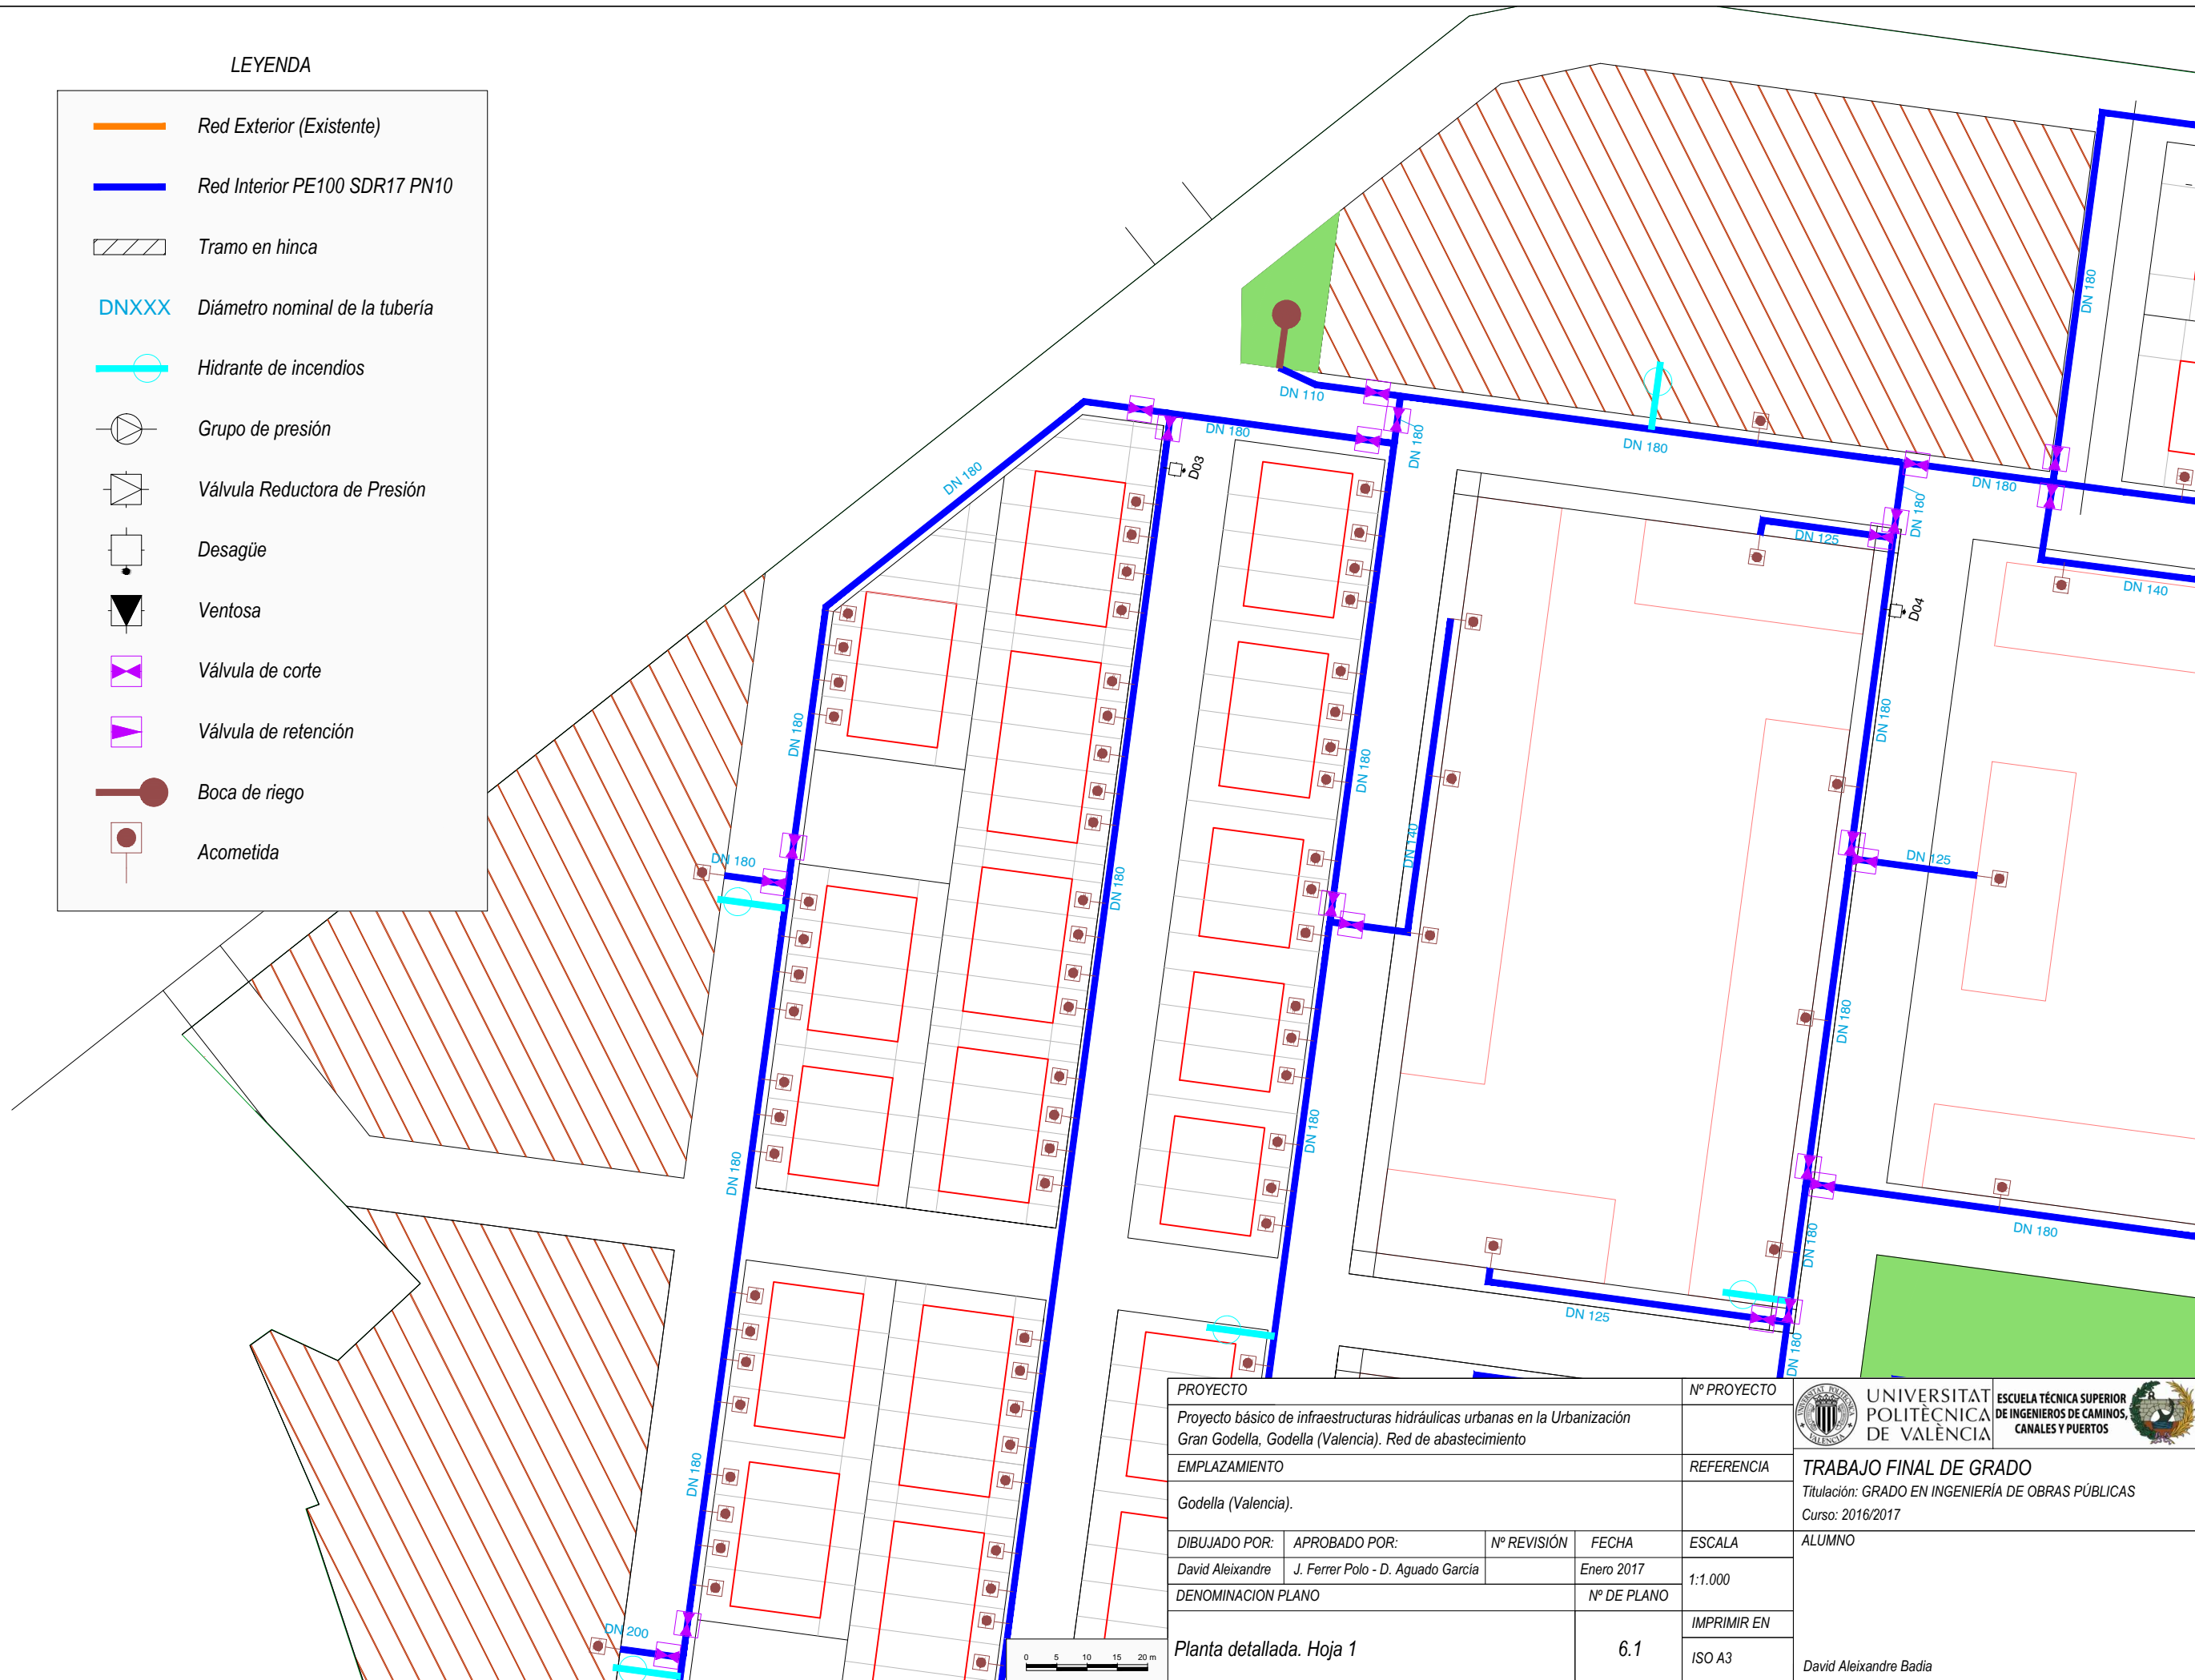 LEYENDA
Red Exterior (Existente)
Red Interior PE100 SDR17 PN10
Tramo en hinca
DNXXX Diámetro nominal de la tubería
Hidrante de incendios
Grupo de presión
Válvula Reductora de Presión
Desagüe
Ventosa
Válvula de corte
Válvula de retención
Boca de riego
Acometida
DN 180
DN 110
DN 180
DN 180
DN 180
DN 180
DN 180
DN 180
D03
DN 180
DN 125
DN 140
D04
DN 180
DN 180
DN 180
DN 140
DN 180
DN 125
DN 180
DN 180
DN 180
DN 180
DN 180
DN 180
DN 180
DN 125
DN 180
DN 180
DN 200
0 5 10 15 20 m
PROYECTO
Proyecto básico de infraestructuras hidráulicas urbanas en la Urbanización
Gran Godella, Godella (Valencia). Red de abastecimiento
Nº PROYECTO
EMPLAZAMIENTO
Godella (Valencia).
REFERENCIA
DIBUJADO POR: APROBADO POR: Nº REVISIÓN FECHA ESCALA
David Aleixandre J. Ferrer Polo - D. Aguado García Enero 2017 1:1.000
DENOMINACION PLANO Nº DE PLANO
Planta detallada. Hoja 1 6.1
IMPRIMIR EN
ISO A3
UNIVERSITAT
POLITÈCNICA
DE VALÈNCIA
ESCUELA TÉCNICA SUPERIOR
DE INGENIEROS DE CAMINOS,
CANALES Y PUERTOS
TRABAJO FINAL DE GRADO
Titulación: GRADO EN INGENIERÍA DE OBRAS PÚBLICAS
Curso: 2016/2017
ALUMNO
David Aleixandre Badia